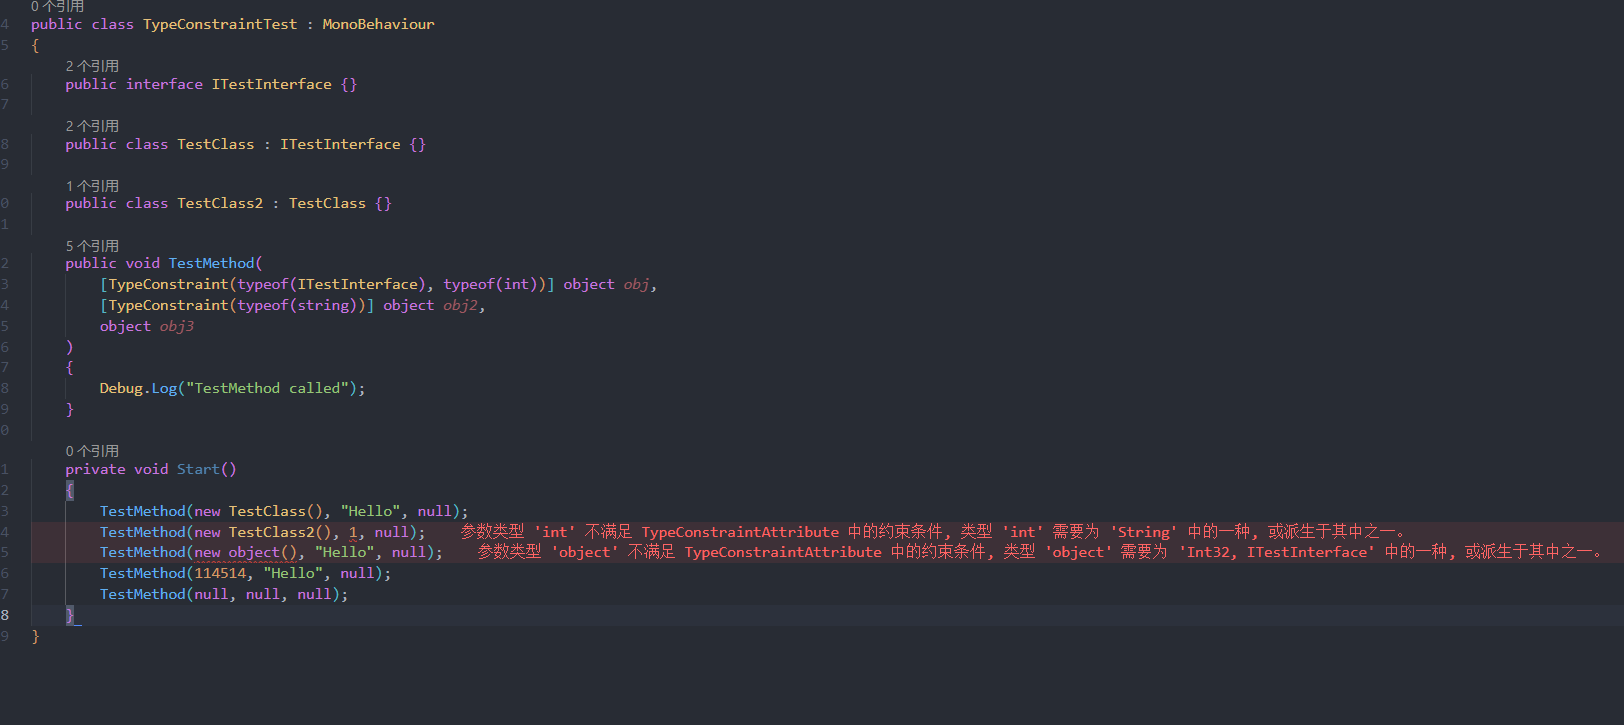 0 个引用
4 public class TypeConstraintTest : MonoBehaviour
5 {
2 个引用
6 public interface ITestInterface {}
7
2 个引用
8 public class TestClass : ITestInterface {}
9
1 个引用
0 public class TestClass2 : TestClass {}
1
5 个引用
2 public void TestMethod(
3 [TypeConstraint(typeof(ITestInterface), typeof(int))] object obj,
4 [TypeConstraint(typeof(string))] object obj2,
5 object obj3
6 )
7 {
8 Debug.Log("TestMethod called");
9 }
0
0 个引用
1 private void Start()
2 {
3 TestMethod(new TestClass(), "Hello", null);
4 TestMethod(new TestClass2(), 1, null); 参数类型 'int' 不满足 TypeConstraintAttribute 中的约束条件, 类型 'int' 需要为 'String' 中的一种, 或派生于其中之一。
5 TestMethod(new object(), "Hello", null); 参数类型 'object' 不满足 TypeConstraintAttribute 中的约束条件, 类型 'object' 需要为 'Int32, ITestInterface' 中的一种, 或派生于其中之一。
6 TestMethod(114514, "Hello", null);
7 TestMethod(null, null, null);
8 }
9 }